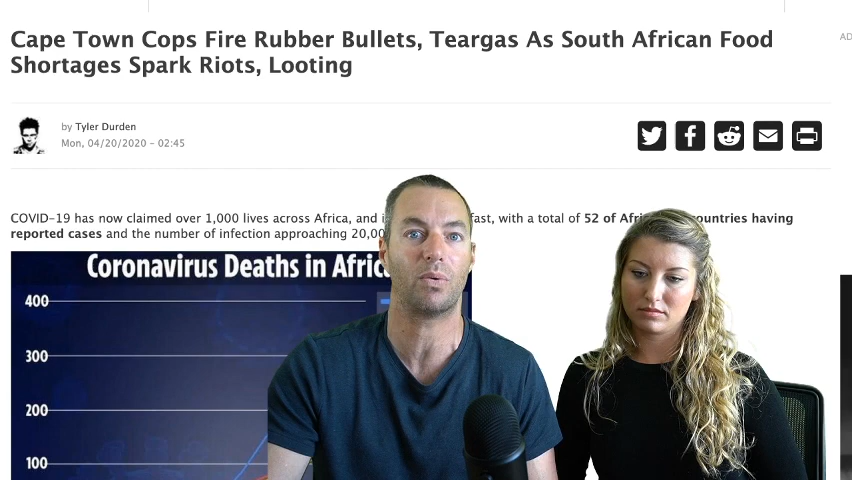 Cape Town Cops Fire Rubber Bullets, Teargas As South African Food
Shortages Spark Riots, Looting
AD
by Tyler Durden
Mon, 04/20/2020 - 02:45
COVID-19 has now claimed over 1,000 lives across Africa, and fast, with a total of 52 of countries having
reported cases and the number of infection approaching
Coronavirus Deaths in
400
300
200
100